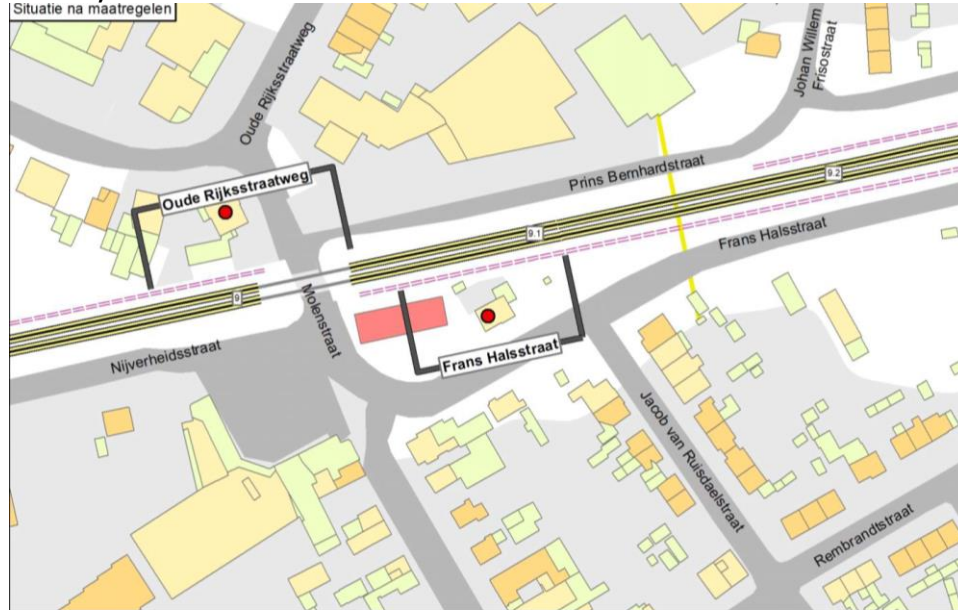 Situatie na maatregelen
Oude Rijksstraatweg
Johan Willem
Frisostraat
Oude Rijksstraatweg
Prins Bernhardstraat
9.2
9.1
Frans Halsstraat
9
Molenstraat
Nijverheidsstraat
Frans Halsstraat
Jacob van Ruisdaelstraat
Rembrandtstraat